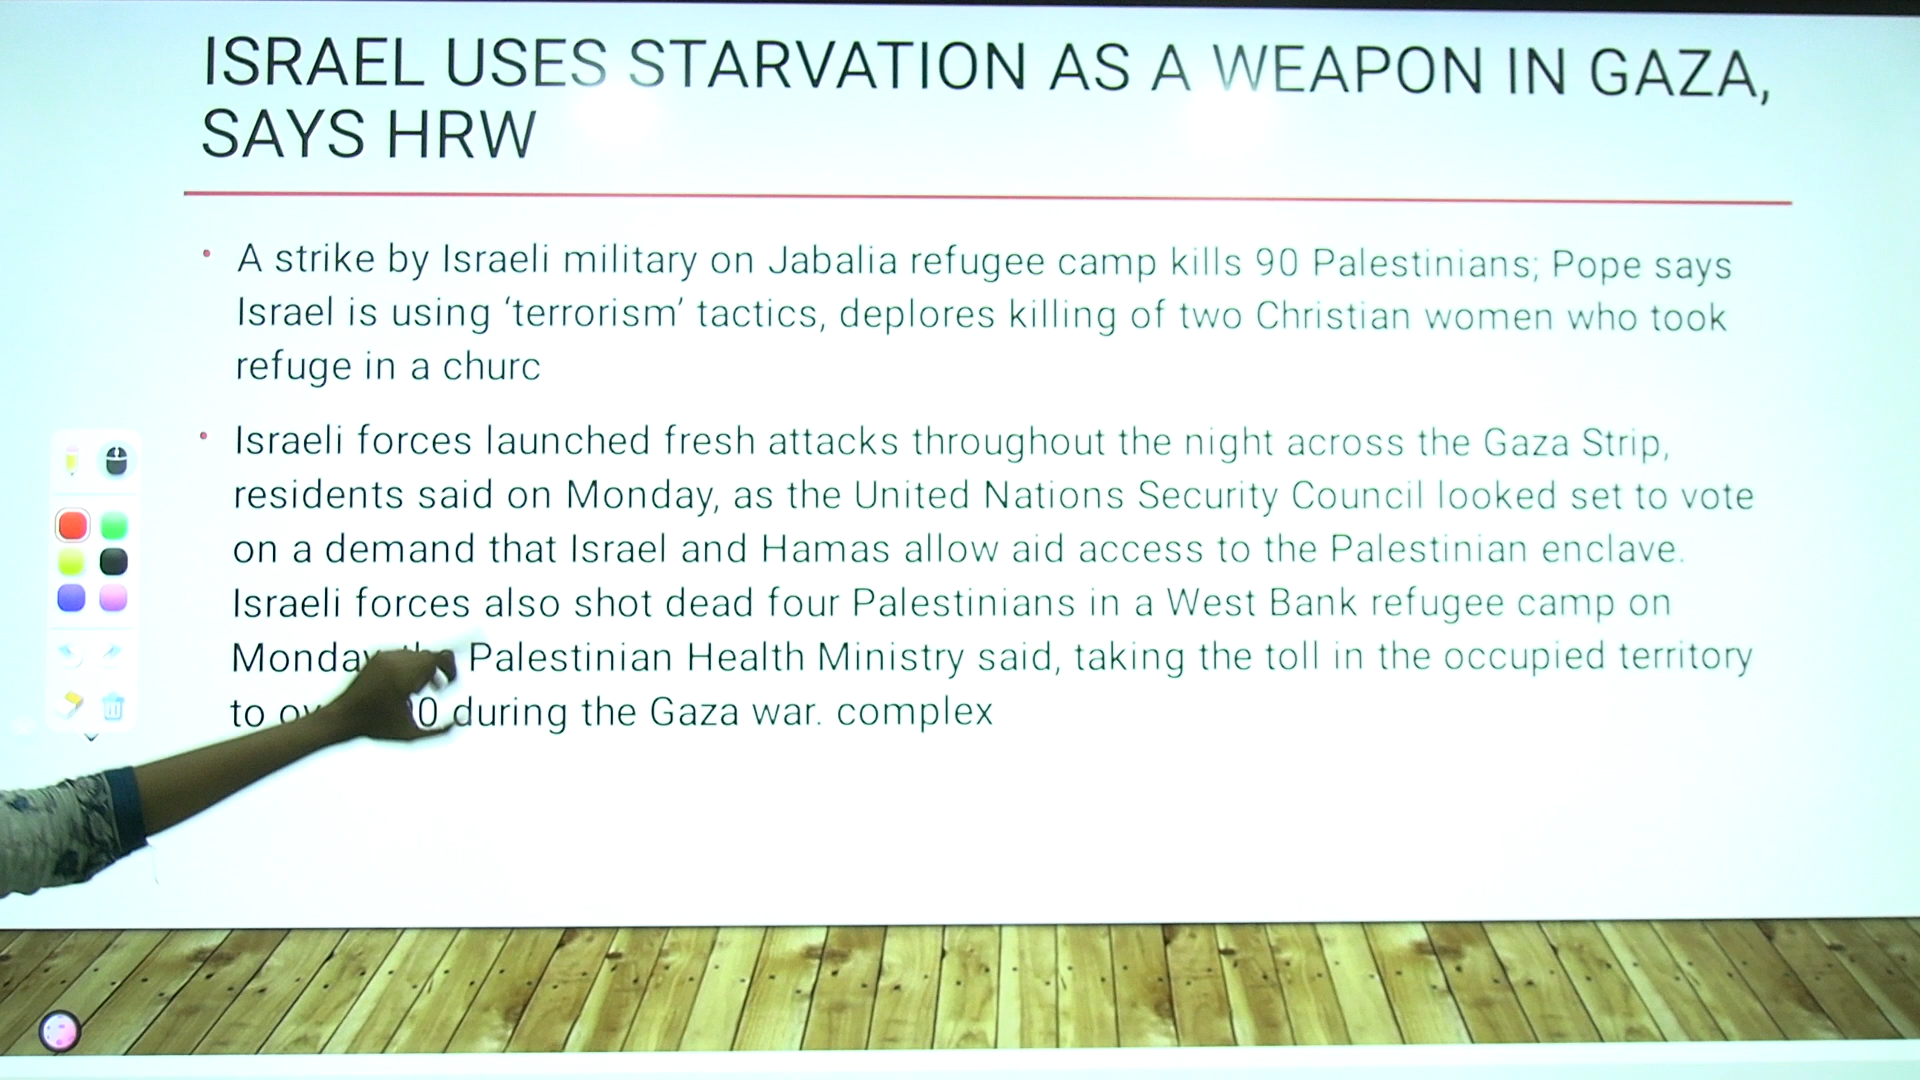 ISRAEL USES STARVATION AS A WEAPON IN GAZA,
SAYS HRW
• A strike by Israeli military on Jabalia refugee camp kills 90 Palestinians; Pope says
Israel is using ‘terrorism’ tactics, deplores killing of two Christian women who took
refuge in a churc
• Israeli forces launched fresh attacks throughout the night across the Gaza Strip,
residents said on Monday, as the United Nations Security Council looked set to vote
on a demand that Israel and Hamas allow aid access to the Palestinian enclave.
Israeli forces also shot dead four Palestinians in a West Bank refugee camp on
Monday the Palestinian Health Ministry said, taking the toll in the occupied territory
to during the Gaza war. complex